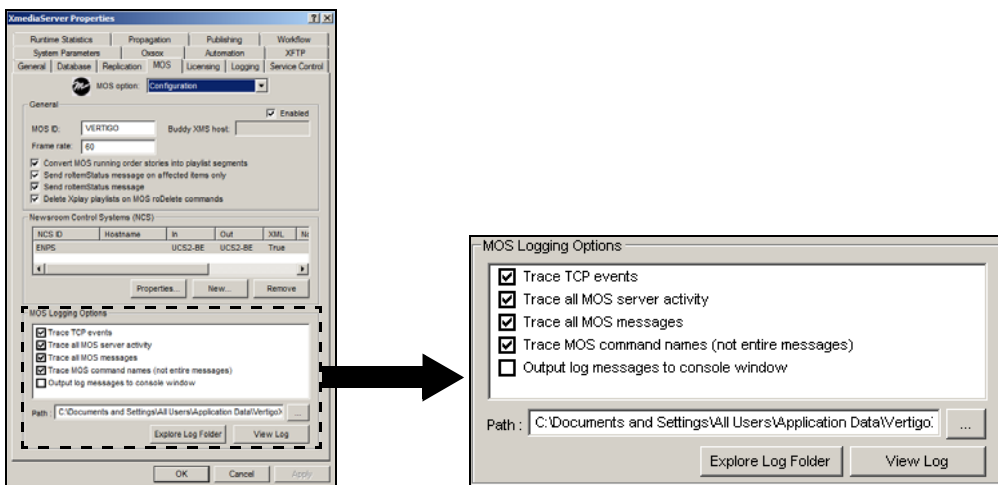 XmediaServer Properties
Runtime Statistics Propagation Publishing Workflow
System Parameters Oxsox Automation XFTP
General Database Replication MOS Licensing Logging Service Control
MOS option: Configuration
General
Enabled
MOS ID: VERTIGO Buddy XMS host:
Frame rate: 60
Convert MOS running order stories into playlist segments
Send roItemStatus message on affected items only
Send roItemStatus message
Delete Xplay playlists on MOS roDelete commands
Newsroom Control Systems (NCS)
NCS ID Hostname In Out XML
ENPS UCS2-BE UCS2-BE True
Properties... New... Remove
MOS Logging Options
Trace TCP events
Trace all MOS server activity
Trace all MOS messages
Trace MOS command names (not entire messages)
Output log messages to console window
Path : C:\Documents and Settings\All Users\Application Data\Vertigo ...
Explore Log Folder View Log
OK Cancel Apply
MOS Logging Options
Trace TCP events
Trace all MOS server activity
Trace all MOS messages
Trace MOS command names (not entire messages)
Output log messages to console window
Path : C:\Documents and Settings\All Users\Application Data\Vertigo ...
Explore Log Folder View Log